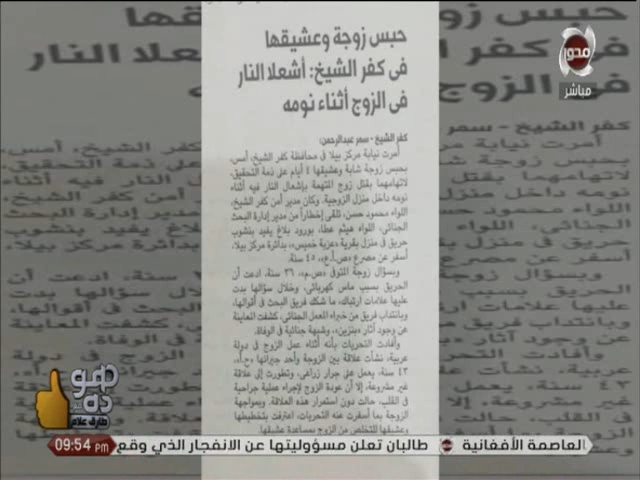 حبس زوجة وعشيقها
فى كفر الشيخ: أشعلا النار
فى الزوج أثناء نومه
كفر الشيخ - سمر عبدالرحمن:
أمرت نيابة مركز بيلا فى محافظة كفر الشيخ، أمس،
بحبس زوجة شابة وعشيقها ٤ أيام على ذمة التحقيق،
لاتهامهما بقتل زوج المتهمة بإشعال النار فيه أثناء
نومه داخل منزل الزوجية. وكان مدير أمن كفر الشيخ،
اللواء محمود حسن، تلقى إخطاراً من مدير إدارة البحث
الجنائى، اللواء هيثم عطا، بورود بلاغ يفيد بنشوب
حريق فى منزل بقرية «عزبة خميس»، بدائرة مركز بيلا،
أسفر عن مصرع «ص.أ.ع»، ٤٥ سنة.
وبسؤال زوجة المتوفى «ص.م»، ٣٦ سنة، ادعت أن
الحريق بسبب ماس كهربائى، وخلال سؤالها بدت
عليها علامات ارتباك، ما شكك فريق البحث فى أقوالها،
وبانتداب فريق من خبراء المعمل الجنائى، كشفت المعاينة
عن وجود آثار «بنزين»، وشبهة جنائية فى الوفاة.
وأفادت التحريات بأنه أثناء عمل الزوج فى دولة
عربية، نشأت علاقة بين الزوجة وأحد جيرانها «ح.أ»،
٤٣ سنة، يعمل على جرار زراعى، وتطورت إلى علاقة
غير مشروعة، إلا أن عودة الزوج لإجراء عملية جراحية
فى القلب، حالت دون استمرار هذه العلاقة. وبمواجهة
الزوجة بما أسفرت عنه التحريات، اعترفت بتخطيطها
وعشيقها للتخلص من الزوج بمساعدة عشيقها.
محور
مباشر
هو
ده
طارق علام
09:54 PM
العاصمة الأفغانية
طالبان تعلن مسؤوليتها عن الانفجار الذي وقع